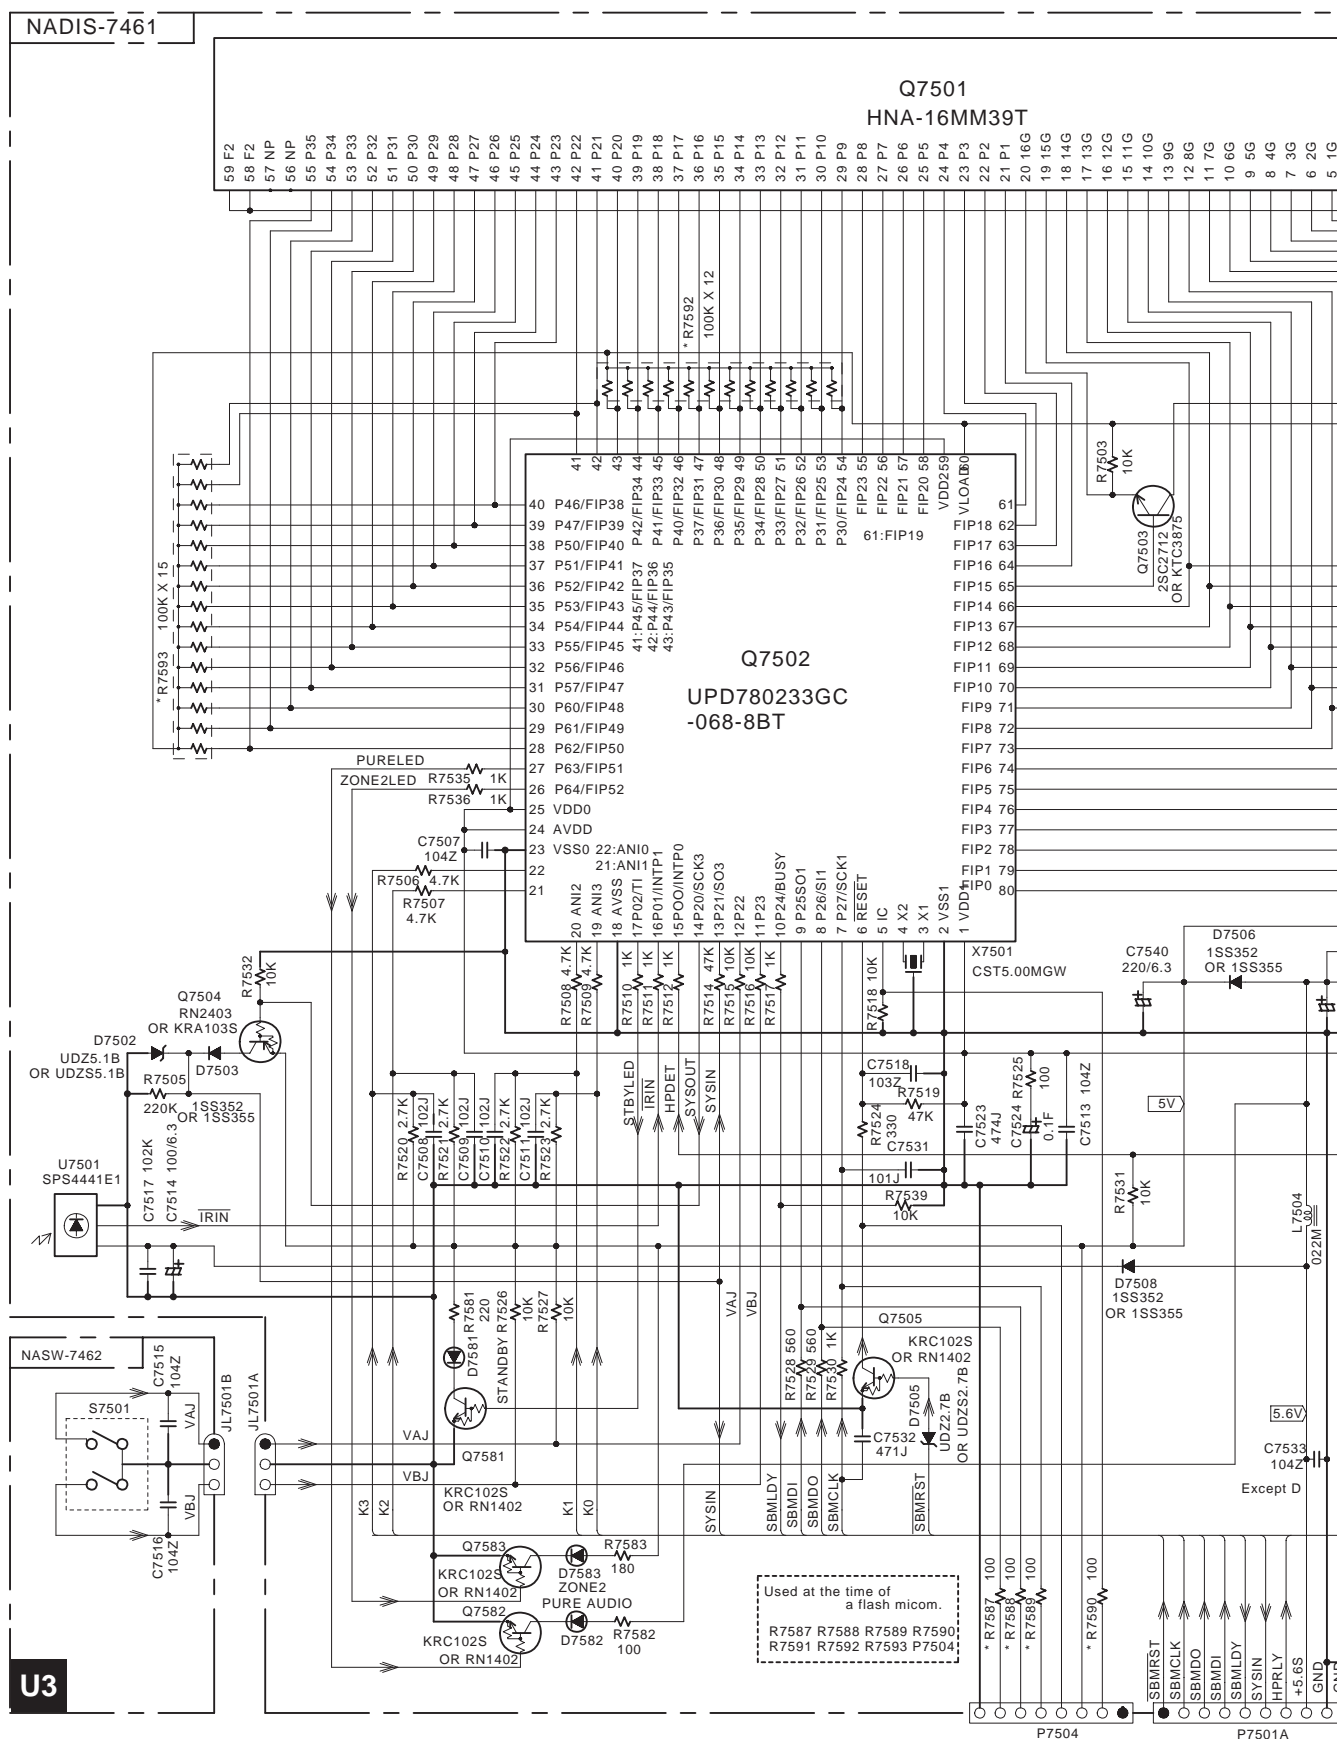 NADIS-7461
Q7501
HNA-16MM39T
59 F2
58 F2
57 NP
56 NP
55 P35
54 P34
53 P33
52 P32
51 P31
50 P30
49 P29
48 P28
47 P27
46 P26
45 P25
44 P24
43 P23
42 P22
41 P21
40 P20
39 P19
38 P18
37 P17
36 P16
35 P15
34 P14
33 P13
32 P12
31 P11
30 P10
29 P9
28 P8
27 P7
26 P6
25 P5
24 P4
23 P3
22 P2
21 P1
20 16G
19 15G
18 14G
17 13G
16 12G
15 11G
14 10G
13 9G
12 8G
11 7G
10 6G
9 5G
8 4G
7 3G
6 2G
5 1G
* R7592
100K X 12
* R7593
100K X 15
R7503
10K
Q7503
2SC2712
OR KTC3875
41
42
43
P42/FIP34 44
P41/FIP33 45
P40/FIP32 46
P37/FIP31 47
P36/FIP30 48
P35/FIP29 49
P34/FIP28 50
P33/FIP27 51
P32/FIP26 52
P31/FIP25 53
P30/FIP24 54
FIP23 55
FIP22 56
FIP21 57
FIP20 58
VDD259
VLOAD60
40 P46/FIP38
39 P47/FIP39
38 P50/FIP40
37 P51/FIP41
36 P52/FIP42
35 P53/FIP43
34 P54/FIP44
33 P55/FIP45
32 P56/FIP46
31 P57/FIP47
30 P60/FIP48
29 P61/FIP49
28 P62/FIP50
27 P63/FIP51
26 P64/FIP52
25 VDD0
24 AVDD
23 VSS0 22:ANI0
22
21:ANI1
21
41:P45/FIP37
42:P44/FIP36
43:P43/FIP35
61:FIP19
Q7502
UPD780233GC
-068-8BT
61
FIP18 62
FIP17 63
FIP16 64
FIP15 65
FIP14 66
FIP13 67
FIP12 68
FIP11 69
FIP10 70
FIP9 71
FIP8 72
FIP7 73
FIP6 74
FIP5 75
FIP4 76
FIP3 77
FIP2 78
FIP1 79
FIP0 80
20 ANI2
19 ANI3
18 AVSS
17P02/TI
16P01/INTP1
15POO/INTP0
14P20/SCK3
13P21/SO3
12P22
11P23
10P24/BUSY
9 P25SO1
8 P26/SI1
7 P27/SCK1
6 RESET
5 IC
4 X2
3 X1
2 VSS1
1 VDD1
PURELED
ZONE2LED
R7535 1K
R7536 1K
C7507
104Z
R7506 4.7K
R7507
4.7K
R7532
10K
Q7504
RN2403
OR KRA103S
D7502
UDZ5.1B
OR UDZS5.1B
D7503
1SS352
OR 1SS355
R7505
220K
R7508 4.7K
R7509 4.7K
R7510 1K
R7511 1K
R7512 1K
R7514 47K
R7515 10K
R7516 10K
R7517 1K
R7518 10K
X7501
CST5.00MGW
C7540
220/6.3
D7506
1SS352
OR 1SS355
5V
STBYLED
IRIN
HPDET
SYSOUT
SYSIN
C7518
103Z
R7519
47K
R7524
330
C7531
101J
R7539
10K
C7523
474J
R7525
100
C7524
0.1F
C7513 104Z
R7531
10K
L7504
022M
R7520 2.7K
C7508 102J
R7521 2.7K
C7509 102J
C7510 102J
R7522 2.7K
C7511 102J
R7523 2.7K
U7501
SPS4441E1
C7517 102K
C7514 100/6.3
IRIN
D7508
1SS352
OR 1SS355
R7581
220
R7526
10K
R7527
10K
D7581
STANDBY
Q7581
KRC102S
OR RN1402
VAJ
VBJ
VAJ
VBJ
NASW-7462
S7501
C7515
104Z
VAJ
VBJ
C7516
104Z
JL7501B
JL7501A
K3
K2
K1
K0
SYSIN
SBMLDY
SBMDI
SBMDO
SBMCLK
SBMRST
R7528 560
R7529 560
R7530 1K
Q7505
KRC102S
OR RN1402
C7532
471J
D7505
UDZ2.7B
OR UDZS2.7B
5.6V
C7533
104Z
Except D
Q7583
KRC102S
OR RN1402
D7583
ZONE2
R7583
180
Q7582
KRC102S
OR RN1402
PURE AUDIO
D7582
R7582
100
Used at the time of
a flash micom.
R7587 R7588 R7589 R7590
R7591 R7592 R7593 P7504
* R7587 100
* R7588 100
* R7589 100
* R7590 100
SBMRST
SBMCLK
SBMDO
SBMDI
SBMLDY
SYSIN
HPRLY
+5.6S
GND
P7504
P7501A
U3